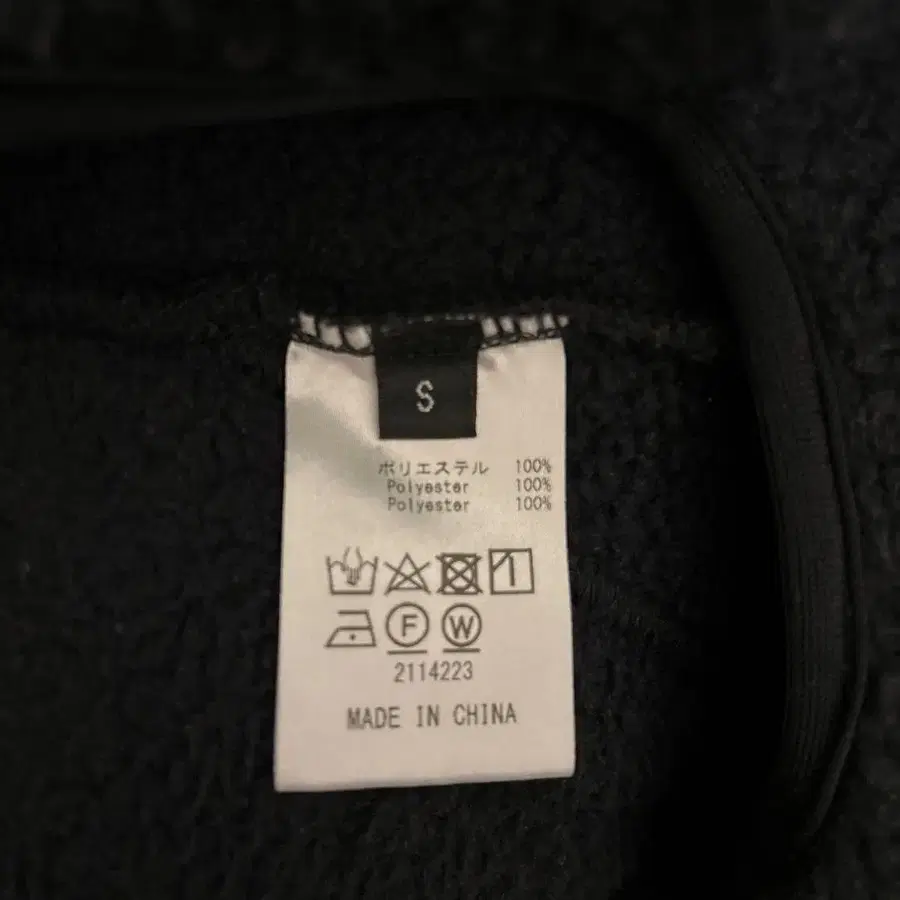 S
ポリエステル 100%
Polyester 100%
Polyester 100%
F W
2114223
MADE IN CHINA